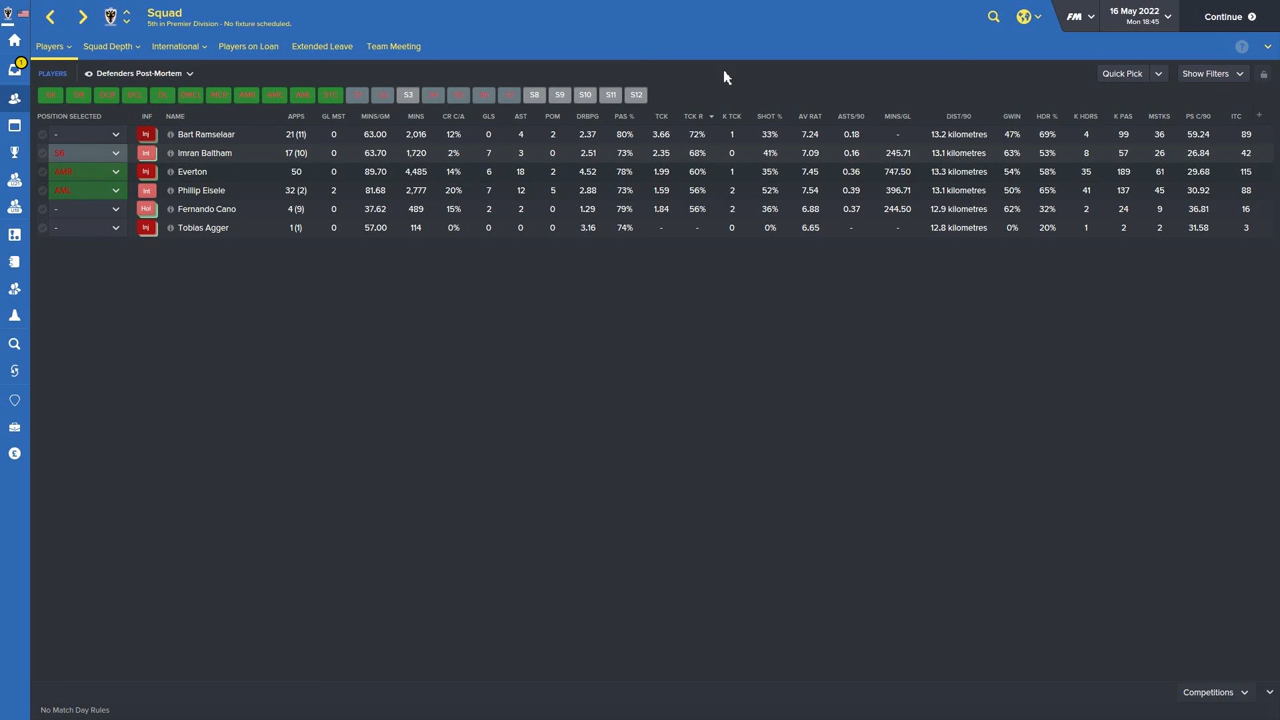 Squad
5th in Premier Division - No fixture scheduled.
16 May 2022
Mon 18:45
FM
Continue
1
Players
Squad Depth
International
Players on Loan
Extended Leave
Team Meeting
PLAYERS Defenders Post-Mortem Quick Pick Show Filters
S3 S8 S9 S10 S11 S12
POSITION SELECTED INF NAME APPS GL MST MINS/GM MINS CR C/A GLS AST POM DRBPG PAS % TCK TCK R K TCK SHOT % AV RAT ASTS/90 MINS/GL DIST/90 GWIN HDR % K HDRS K PAS MSTKS PS C/90 ITC +
- Inj Bart Ramselaar 21 (11) 0 63.00 2,016 12% 0 4 2 2.37 80% 3.66 72% 1 33% 7.24 0.18 - 13.2 kilometres 47% 69% 4 99 36 59.24 89
S6 Int Imran Baltham 17 (10) 0 63.70 1,720 2% 7 3 0 2.51 73% 2.35 68% 0 41% 7.09 0.16 245.71 13.1 kilometres 63% 53% 8 57 26 26.84 42
AMR Inj Everton 50 0 89.70 4,485 14% 6 18 2 4.52 78% 1.99 60% 1 35% 7.45 0.36 747.50 13.3 kilometres 54% 58% 35 189 61 29.68 115
AML Int Phillip Eisele 32 (2) 2 81.68 2,777 20% 7 12 5 2.88 73% 1.59 56% 2 52% 7.54 0.39 396.71 13.1 kilometres 50% 65% 41 137 45 30.92 88
- Hol Fernando Cano 4 (9) 0 37.62 489 15% 2 2 0 1.29 79% 1.84 56% 2 36% 6.88 0.37 244.50 12.9 kilometres 62% 32% 2 24 9 36.81 16
- Inj Tobias Agger 1 (1) 0 57.00 114 0% 0 0 0 3.16 74% - - 0 0% 6.65 - - 12.8 kilometres 0% 20% 1 2 2 31.58 3
Competitions
No Match Day Rules